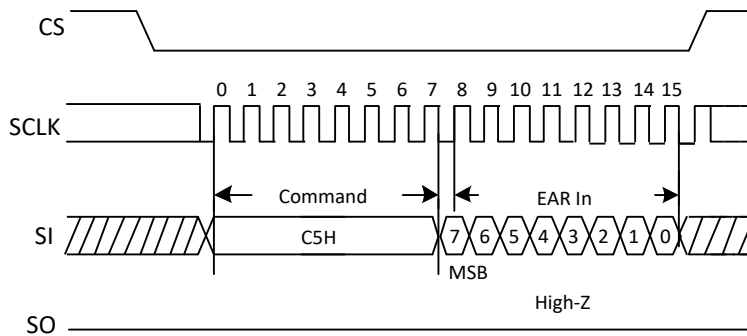 CS
0 1 2 3 4 5 6 7 8 9 10 11 12 13 14 15
SCLK
Command EAR In
SI C5H 7 6 5 4 3 2 1 0
MSB
High-Z
SO